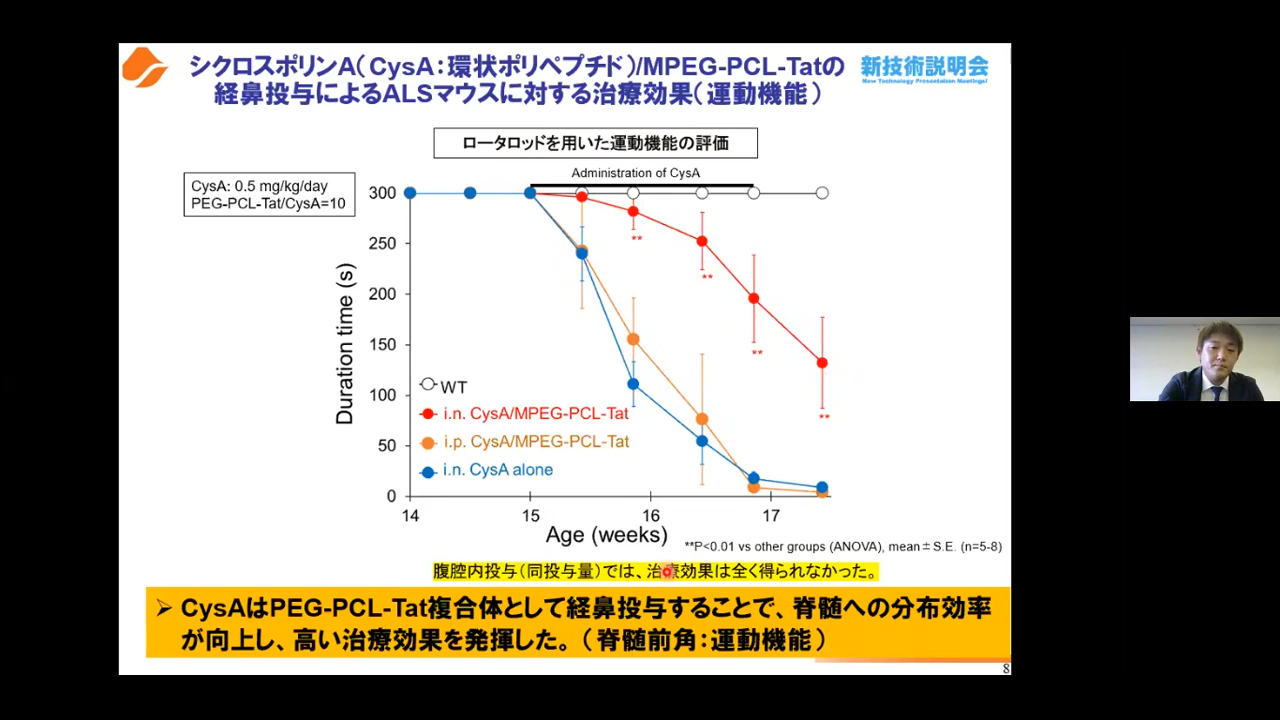 シクロスポリンA（CysA：環状ポリペプチド）/MPEG-PCL-Tatの
経鼻投与によるALSマウスに対する治療効果（運動機能）
新技術説明会
New Technology Presentation Meetings!
ロータロッドを用いた運動機能の評価
CysA: 0.5 mg/kg/day
PEG-PCL-Tat/CysA=10
Administration of CysA
300
250
200
150
100
50
0
Duration time (s)
WT
i.n. CysA/MPEG-PCL-Tat
i.p. CysA/MPEG-PCL-Tat
i.n. CysA alone
**
**
**
**
14 15 16 17
Age (weeks)
**P<0.01 vs other groups (ANOVA), mean±S.E. (n=5-8)
腹腔内投与（同投与量）では、治療効果は全く得られなかった。
➢ CysAはPEG-PCL-Tat複合体として経鼻投与することで、脊髄への分布効率
が向上し、高い治療効果を発揮した。（脊髄前角：運動機能）
8